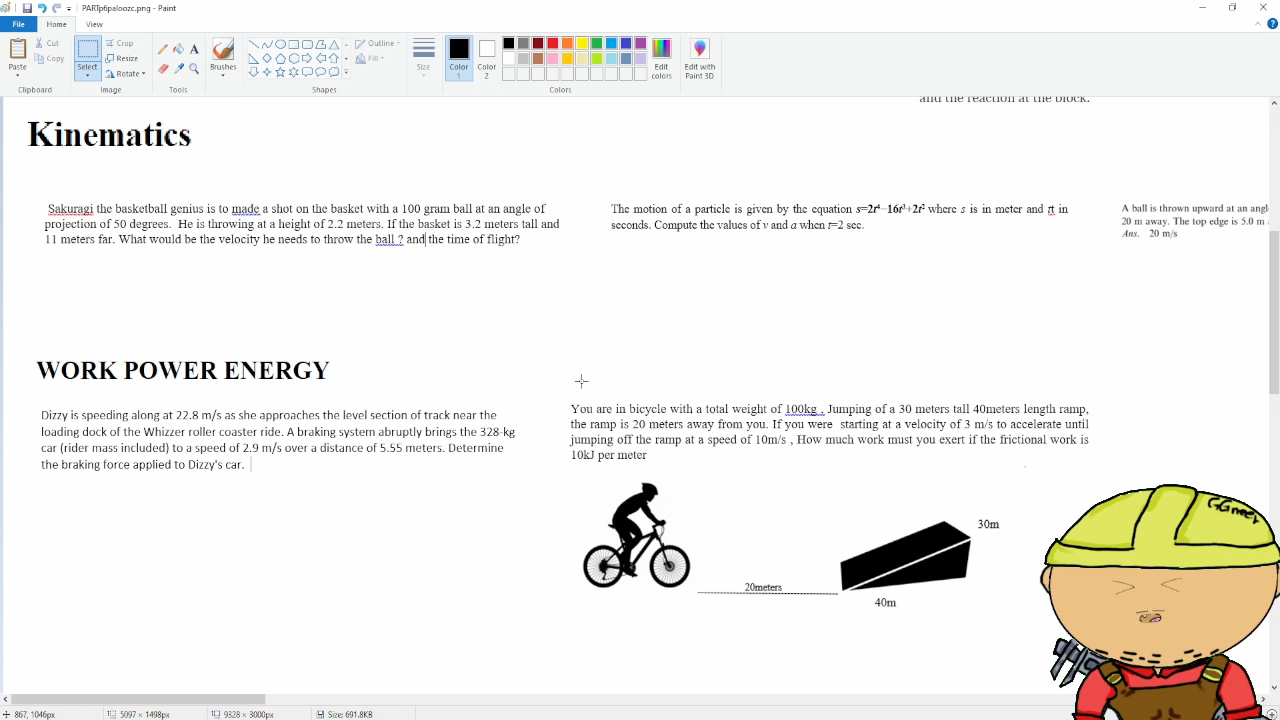 PARTp6paloozc.png - Paint
File
Home
View
Paste
Cut
Copy
Clipboard
Select
Crop
Resize
Rotate
Image
Tools
Brushes
Shapes
Outline
Fill
Size
Color 1
Color 2
Edit colors
Colors
Edit with Paint 3D
and the reaction at the block.
Kinematics
Sakuragi the basketball genius is to made a shot on the basket with a 100 gram ball at an angle of
projection of 50 degrees. He is throwing at a height of 2.2 meters. If the basket is 3.2 meters tall and
11 meters far. What would be the velocity he needs to throw the ball ? and the time of flight?
The motion of a particle is given by the equation s=2t⁴−16t³+2t² where s is in meter and tt in
seconds. Compute the values of v and a when t=2 sec.
A ball is thrown upward at an angl
20 m away. The top edge is 5.0 m
Ans. 20 m/s
WORK POWER ENERGY
Dizzy is speeding along at 22.8 m/s as she approaches the level section of track near the
loading dock of the Whizzer roller coaster ride. A braking system abruptly brings the 328-kg
car (rider mass included) to a speed of 2.9 m/s over a distance of 5.55 meters. Determine
the braking force applied to Dizzy's car.
You are in bicycle with a total weight of 100kg . Jumping of a 30 meters tall 40meters length ramp,
the ramp is 20 meters away from you. If you were starting at a velocity of 3 m/s to accelerate until
jumping off the ramp at a speed of 10m/s , How much work must you exert if the frictional work is
10kJ per meter
30m
20meters
40m
867, 1046px
5097 × 1498px
9328 × 3000px
Size: 691.8KB